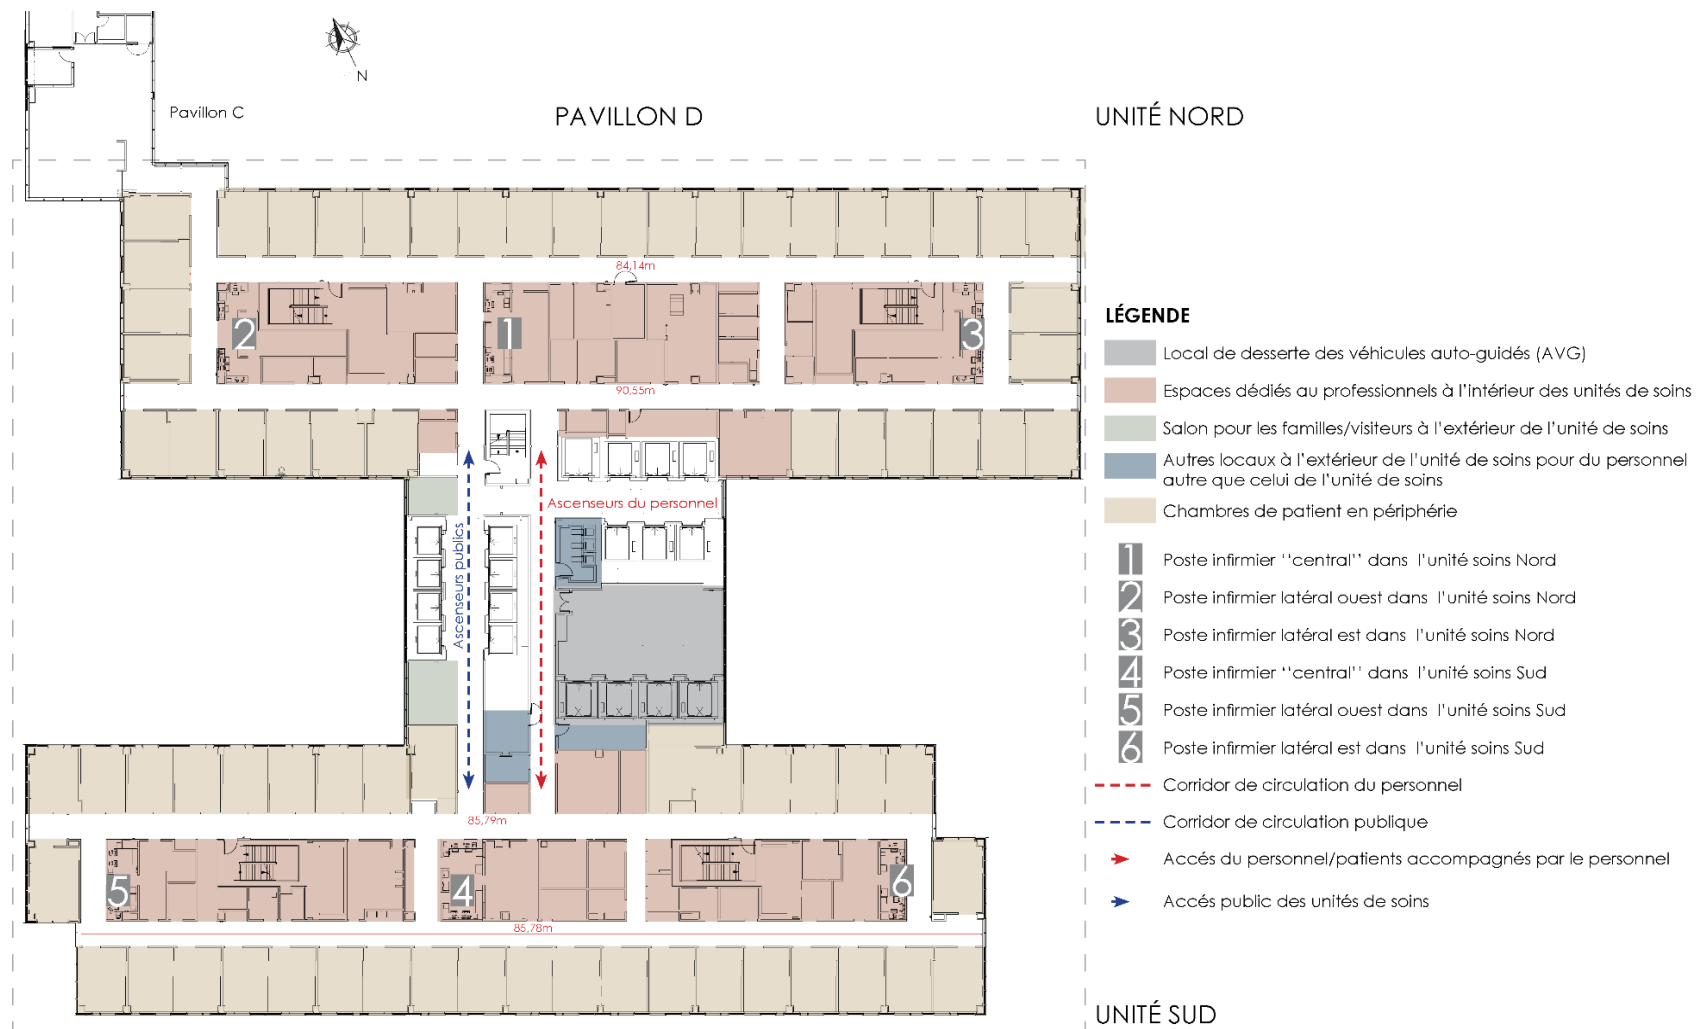 N
Pavillon C
PAVILLON D
UNITÉ NORD
84,14m
2
1
3
90,55m
Ascenseurs du personnel
Ascenseurs publics
85,79m
5
4
6
85,78m
LÉGENDE
Local de desserte des véhicules auto-guidés (AVG)
Espaces dédiés au professionnels à l'intérieur des unités de soins
Salon pour les familles/visiteurs à l'extérieur de l'unité de soins
Autres locaux à l'extérieur de l'unité de soins pour du personnel
autre que celui de l'unité de soins
Chambres de patient en périphérie
1 Poste infirmier ''central'' dans l'unité soins Nord
2 Poste infirmier latéral ouest dans l'unité soins Nord
3 Poste infirmier latéral est dans l'unité soins Nord
4 Poste infirmier ''central'' dans l'unité soins Sud
5 Poste infirmier latéral ouest dans l'unité soins Sud
6 Poste infirmier latéral est dans l'unité soins Sud
Corridor de circulation du personnel
Corridor de circulation publique
Accés du personnel/patients accompagnés par le personnel
Accés public des unités de soins
UNITÉ SUD